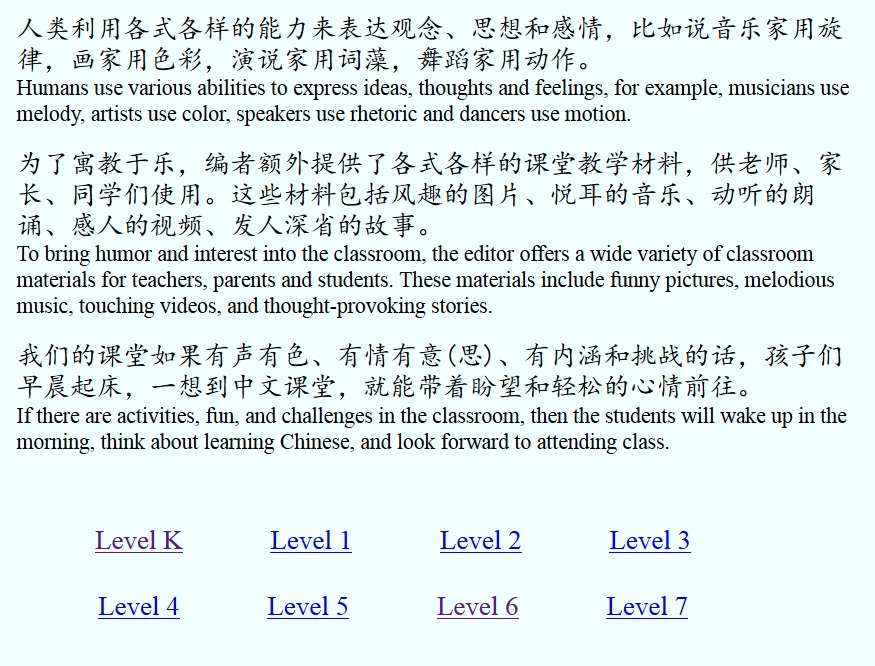 人类利用各式各样的能力来表达观念、思想和感情，比如说音乐家用旋
律，画家用色彩，演说家用词藻，舞蹈家用动作。
Humans use various abilities to express ideas, thoughts and feelings, for example, musicians use
melody, artists use color, speakers use rhetoric and dancers use motion.
为了寓教于乐，编者额外提供了各式各样的课堂教学材料，供老师、家
长、同学们使用。这些材料包括风趣的图片、悦耳的音乐、动听的朗
诵、感人的视频、发人深省的故事。
To bring humor and interest into the classroom, the editor offers a wide variety of classroom
materials for teachers, parents and students. These materials include funny pictures, melodious
music, touching videos, and thought-provoking stories.
我们的课堂如果有声有色、有情有意(思)、有内涵和挑战的话，孩子们
早晨起床，一想到中文课堂，就能带着盼望和轻松的心情前往。
If there are activities, fun, and challenges in the classroom, then the students will wake up in the
morning, think about learning Chinese, and look forward to attending class.
Level K Level 1 Level 2 Level 3
Level 4 Level 5 Level 6 Level 7